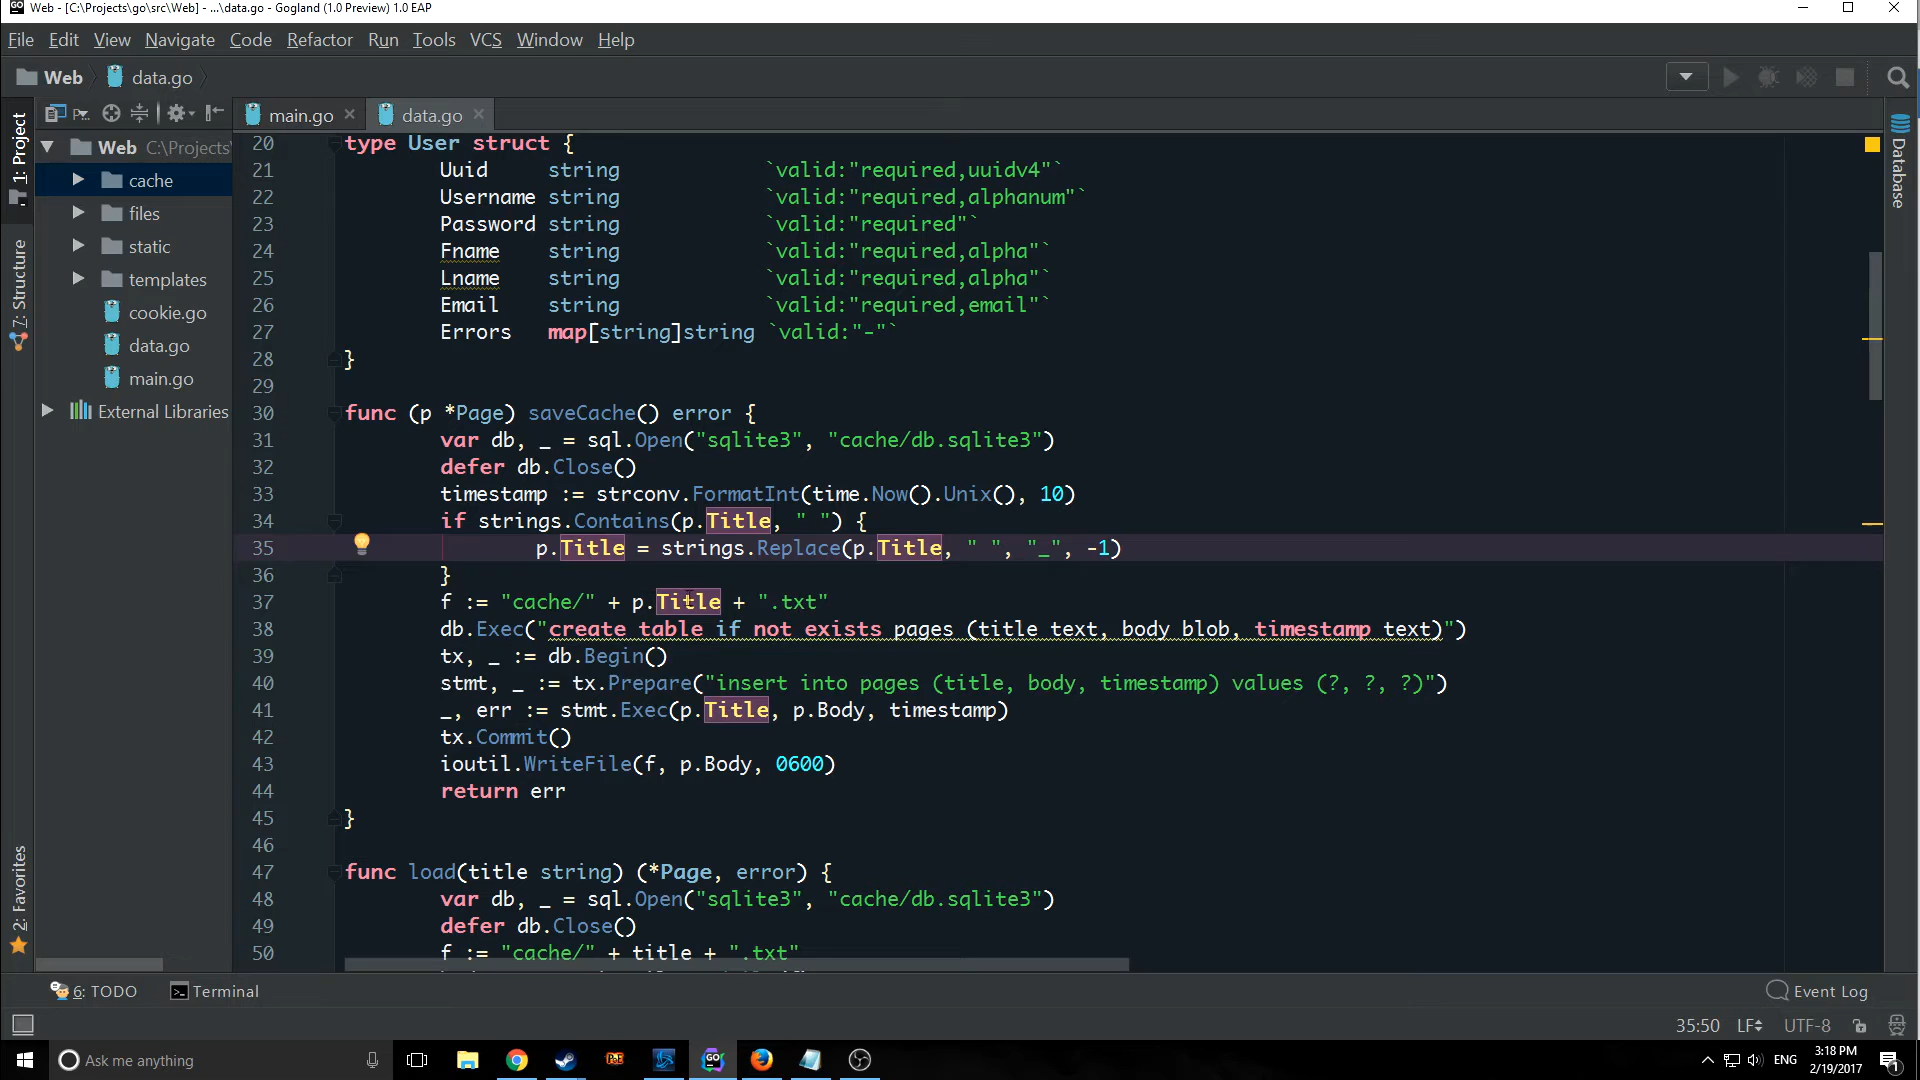 Web - [C:\Projects\go\src\Web] - ...\data.go - Gogland (1.0 Preview) 1.0 EAP
File Edit View Navigate Code Refactor Run Tools VCS Window Help
Web data.go
P..
main.go data.go
1: Project
7: Structure
2: Favorites
Web C:\Projects
cache
files
static
templates
cookie.go
data.go
main.go
External Libraries
20 type User struct {
21 Uuid string `valid:"required,uuidv4"`
22 Username string `valid:"required,alphanum"`
23 Password string `valid:"required"`
24 Fname string `valid:"required,alpha"`
25 Lname string `valid:"required,alpha"`
26 Email string `valid:"required,email"`
27 Errors map[string]string `valid:"-"`
28 }
29
30 func (p *Page) saveCache() error {
31 var db, _ = sql.Open("sqlite3", "cache/db.sqlite3")
32 defer db.Close()
33 timestamp := strconv.FormatInt(time.Now().Unix(), 10)
34 if strings.Contains(p.Title, " ") {
35 p.Title = strings.Replace(p.Title, " ", "_", -1)
36 }
37 f := "cache/" + p.Title + ".txt"
38 db.Exec("create table if not exists pages (title text, body blob, timestamp text)")
39 tx, _ := db.Begin()
40 stmt, _ := tx.Prepare("insert into pages (title, body, timestamp) values (?, ?, ?)")
41 _, err := stmt.Exec(p.Title, p.Body, timestamp)
42 tx.Commit()
43 ioutil.WriteFile(f, p.Body, 0600)
44 return err
45 }
46
47 func load(title string) (*Page, error) {
48 var db, _ = sql.Open("sqlite3", "cache/db.sqlite3")
49 defer db.Close()
50 f := "cache/" + title + ".txt"
Database
6: TODO Terminal Event Log
35:50 LF UTF-8
Ask me anything
ENG
3:18 PM
2/19/2017
1